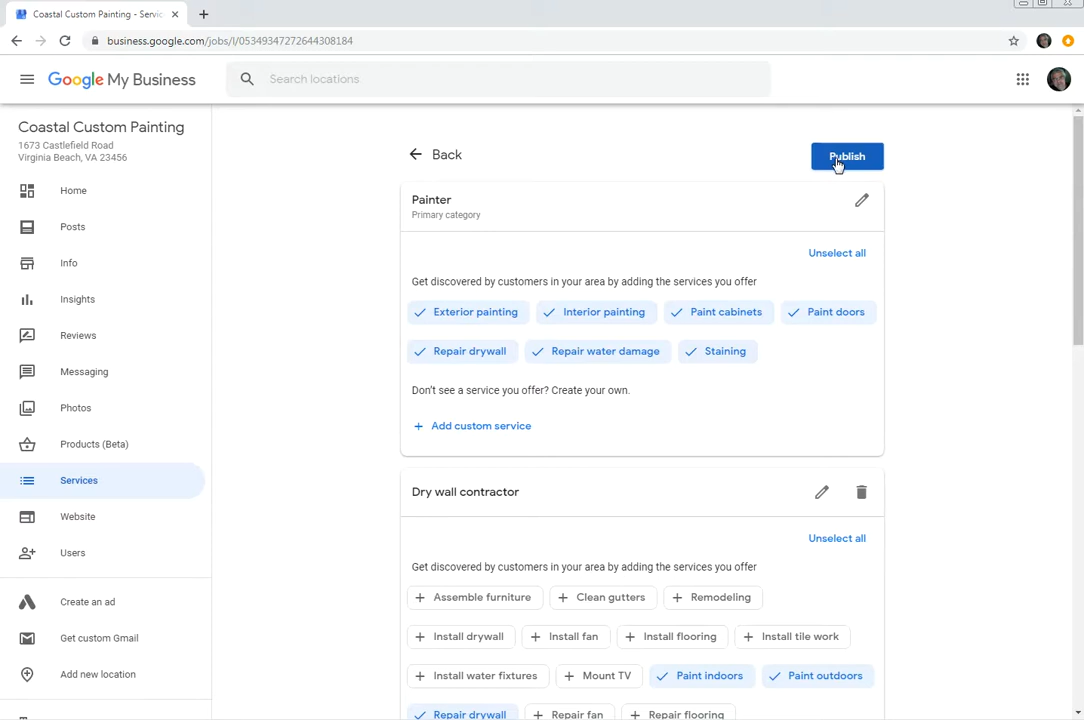 Coastal Custom Painting - Servic
business.google.com/jobs/l/05349347272644308184
Google My Business
Search locations
Coastal Custom Painting
1673 Castlefield Road
Virginia Beach, VA 23456
Home
Posts
Info
Insights
Reviews
Messaging
Photos
Products (Beta)
Services
Website
Users
Create an ad
Get custom Gmail
Add new location
Back
Publish
Painter
Primary category
Unselect all
Get discovered by customers in your area by adding the services you offer
Exterior painting Interior painting Paint cabinets Paint doors
Repair drywall Repair water damage Staining
Don't see a service you offer? Create your own.
+ Add custom service
Dry wall contractor
Unselect all
Get discovered by customers in your area by adding the services you offer
+ Assemble furniture + Clean gutters + Remodeling
+ Install drywall + Install fan + Install flooring + Install tile work
+ Install water fixtures + Mount TV Paint indoors Paint outdoors
Repair drywall + Repair fan + Repair flooring